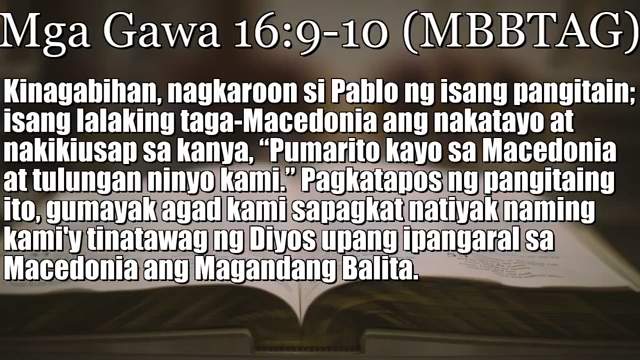 Mga Gawa 16:9-10 (MBBTAG)
Kinagabihan, nagkaroon si Pablo ng isang pangitain;
isang lalaking taga-Macedonia ang nakatayo at
nakikiusap sa kanya, “Pumarito kayo sa Macedonia
at tulungan ninyo kami.” Pagkatapos ng pangitaing
ito, gumayak agad kami sapagkat natiyak naming
kami'y tinatawag ng Diyos upang ipangaral sa
Macedonia ang Magandang Balita.